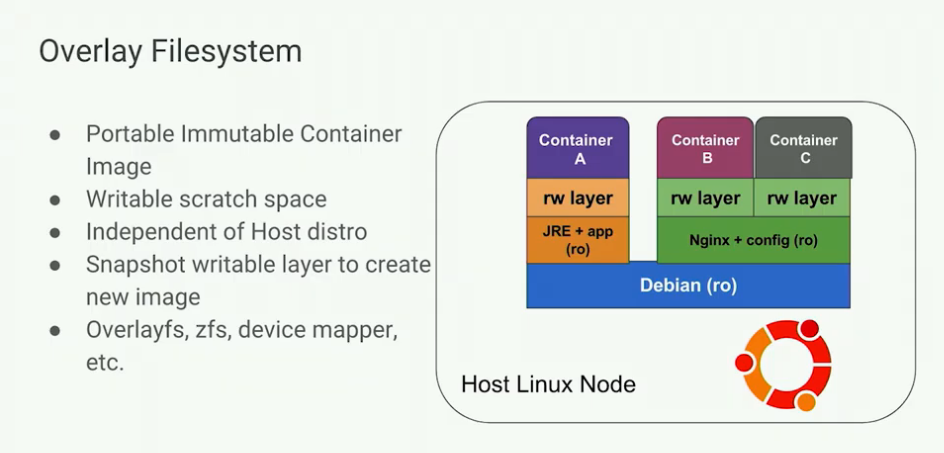 Overlay Filesystem
Portable Immutable Container
Image
Writable scratch space
Independent of Host distro
Snapshot writable layer to create
new image
Overlayfs, zfs, device mapper,
etc.
Container
A
Container
B
Container
C
rw layer
rw layer
rw layer
JRE + app
(ro)
Nginx + config (ro)
Debian (ro)
Host Linux Node